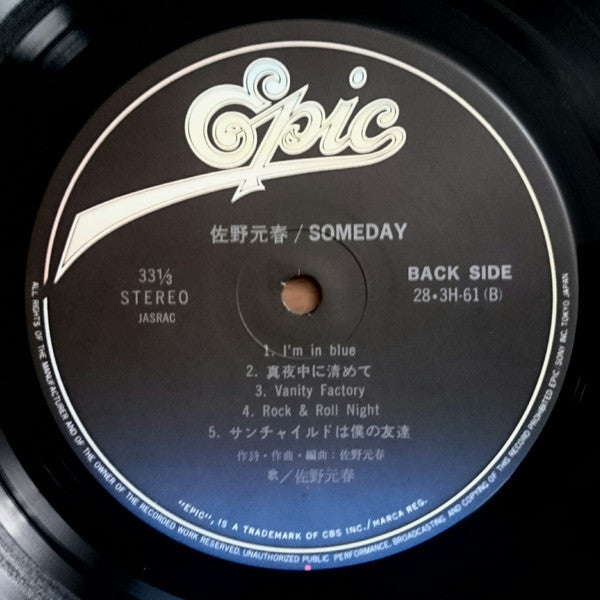 Epic
佐野元春 / SOMEDAY
33⅓
STEREO
JASRAC
BACK SIDE
28・3H-61 (B)
1. I'm in blue
2. 真夜中に清めて
3. Vanity Factory
4. Rock & Roll Night
5. サンチャイルドは僕の友達
作詩・作曲・編曲：佐野元春
歌／佐野元春
"EPIC", IS A TRADEMARK OF CBS INC./MARCA REG.
ALL RIGHTS OF THE MANUFACTURER AND OF THE OWNER OF THE RECORDED WORK RESERVED. UNAUTHORIZED PUBLIC PERFORMANCE, BROADCASTING AND COPYING OF THIS RECORD PROHIBITED EPIC SONY INC. TOKYO JAPAN